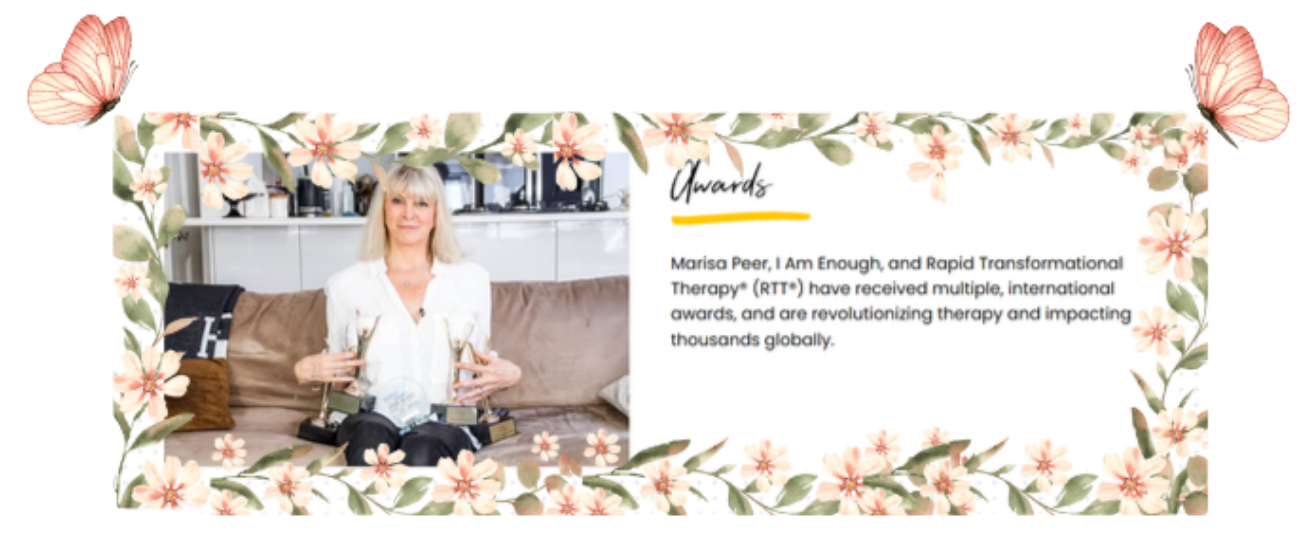 Awards
Marisa Peer, I Am Enough, and Rapid Transformational
Therapy® (RTT®) have received multiple, international
awards, and are revolutionizing therapy and impacting
thousands globally.
H